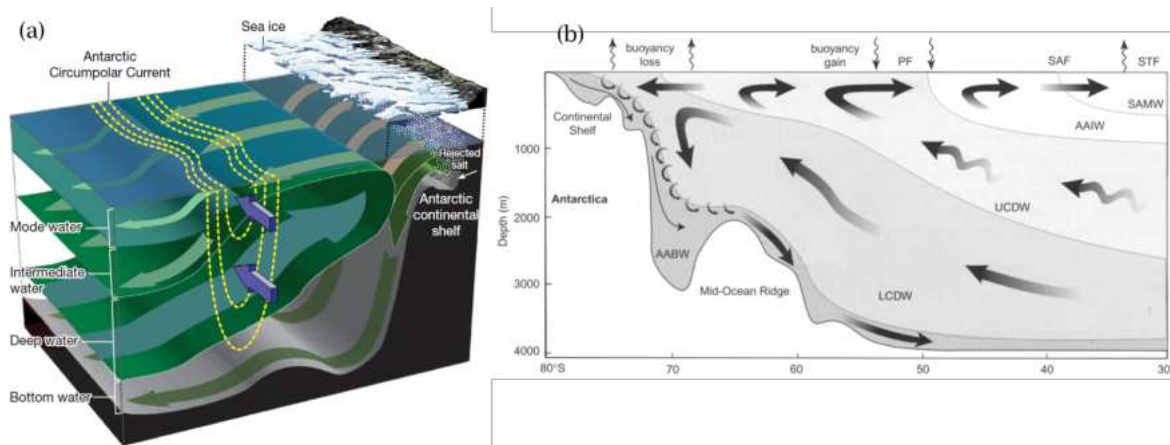 (a)
Sea ice
Antarctic
Circumpolar Current
Rejected
salt
Antarctic
continental
shelf
Mode water
Intermediate
water
Deep water
Bottom water
(b)
buoyancy
loss
buoyancy
gain
PF
SAF
STF
Continental
Shelf
SAMW
AAIW
1000
Antarctica
UCDW
Depth (m)
2000
AABW
Mid-Ocean Ridge
3000
LCDW
4000
80°S
70
60
50
40
30